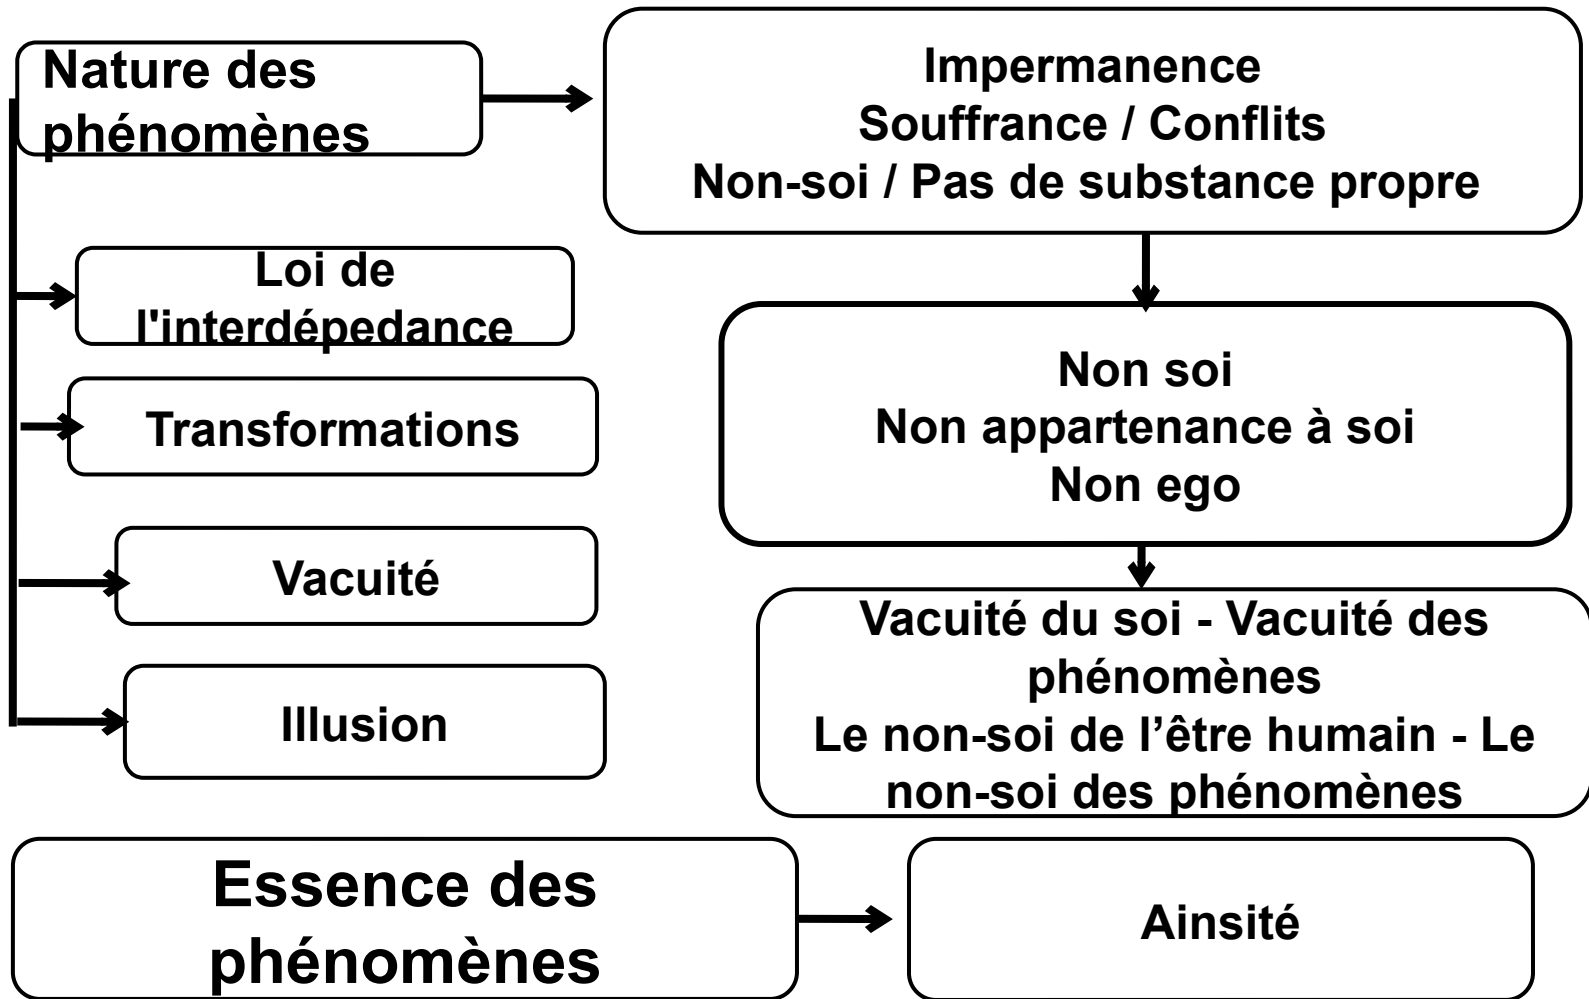 Nature des
phénomènes
Impermanence
Souffrance / Conflits
Non-soi / Pas de substance propre
Loi de
l'interdépedance
Transformations
Vacuité
Illusion
Non soi
Non appartenance à soi
Non ego
Vacuité du soi - Vacuité des
phénomènes
Le non-soi de l’être humain - Le
non-soi des phénomènes
Essence des
phénomènes
Ainsité